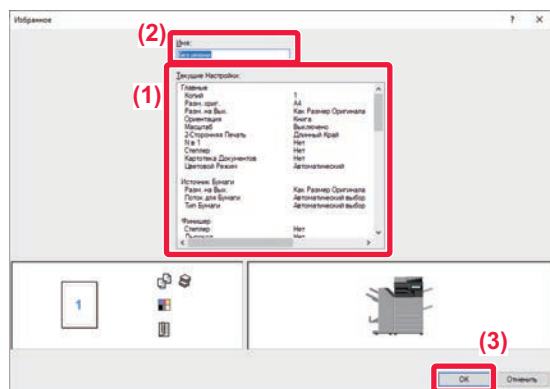 Избранное ? ×
(2)
Имя:
(1)
Текущие Настройки:
Главные
Копий 1
Разм. ориг. A4
Разм. на Вых. Как Размер Оригинала
Ориентация Книга
Масштаб Выключено
2-Сторонняя Печать Длинный Край
N в 1 Нет
Степлер Нет
Картотека Документов Нет
Цветовой Режим Автоматический
Источник Бумаги
Разм. на Вых. Как Размер Оригинала
Лоток для Бумаги Автоматический выбор
Тип Бумаги Автоматический выбор
Финишер
Степлер Нет
Нет
1
(3)
OK Отменить